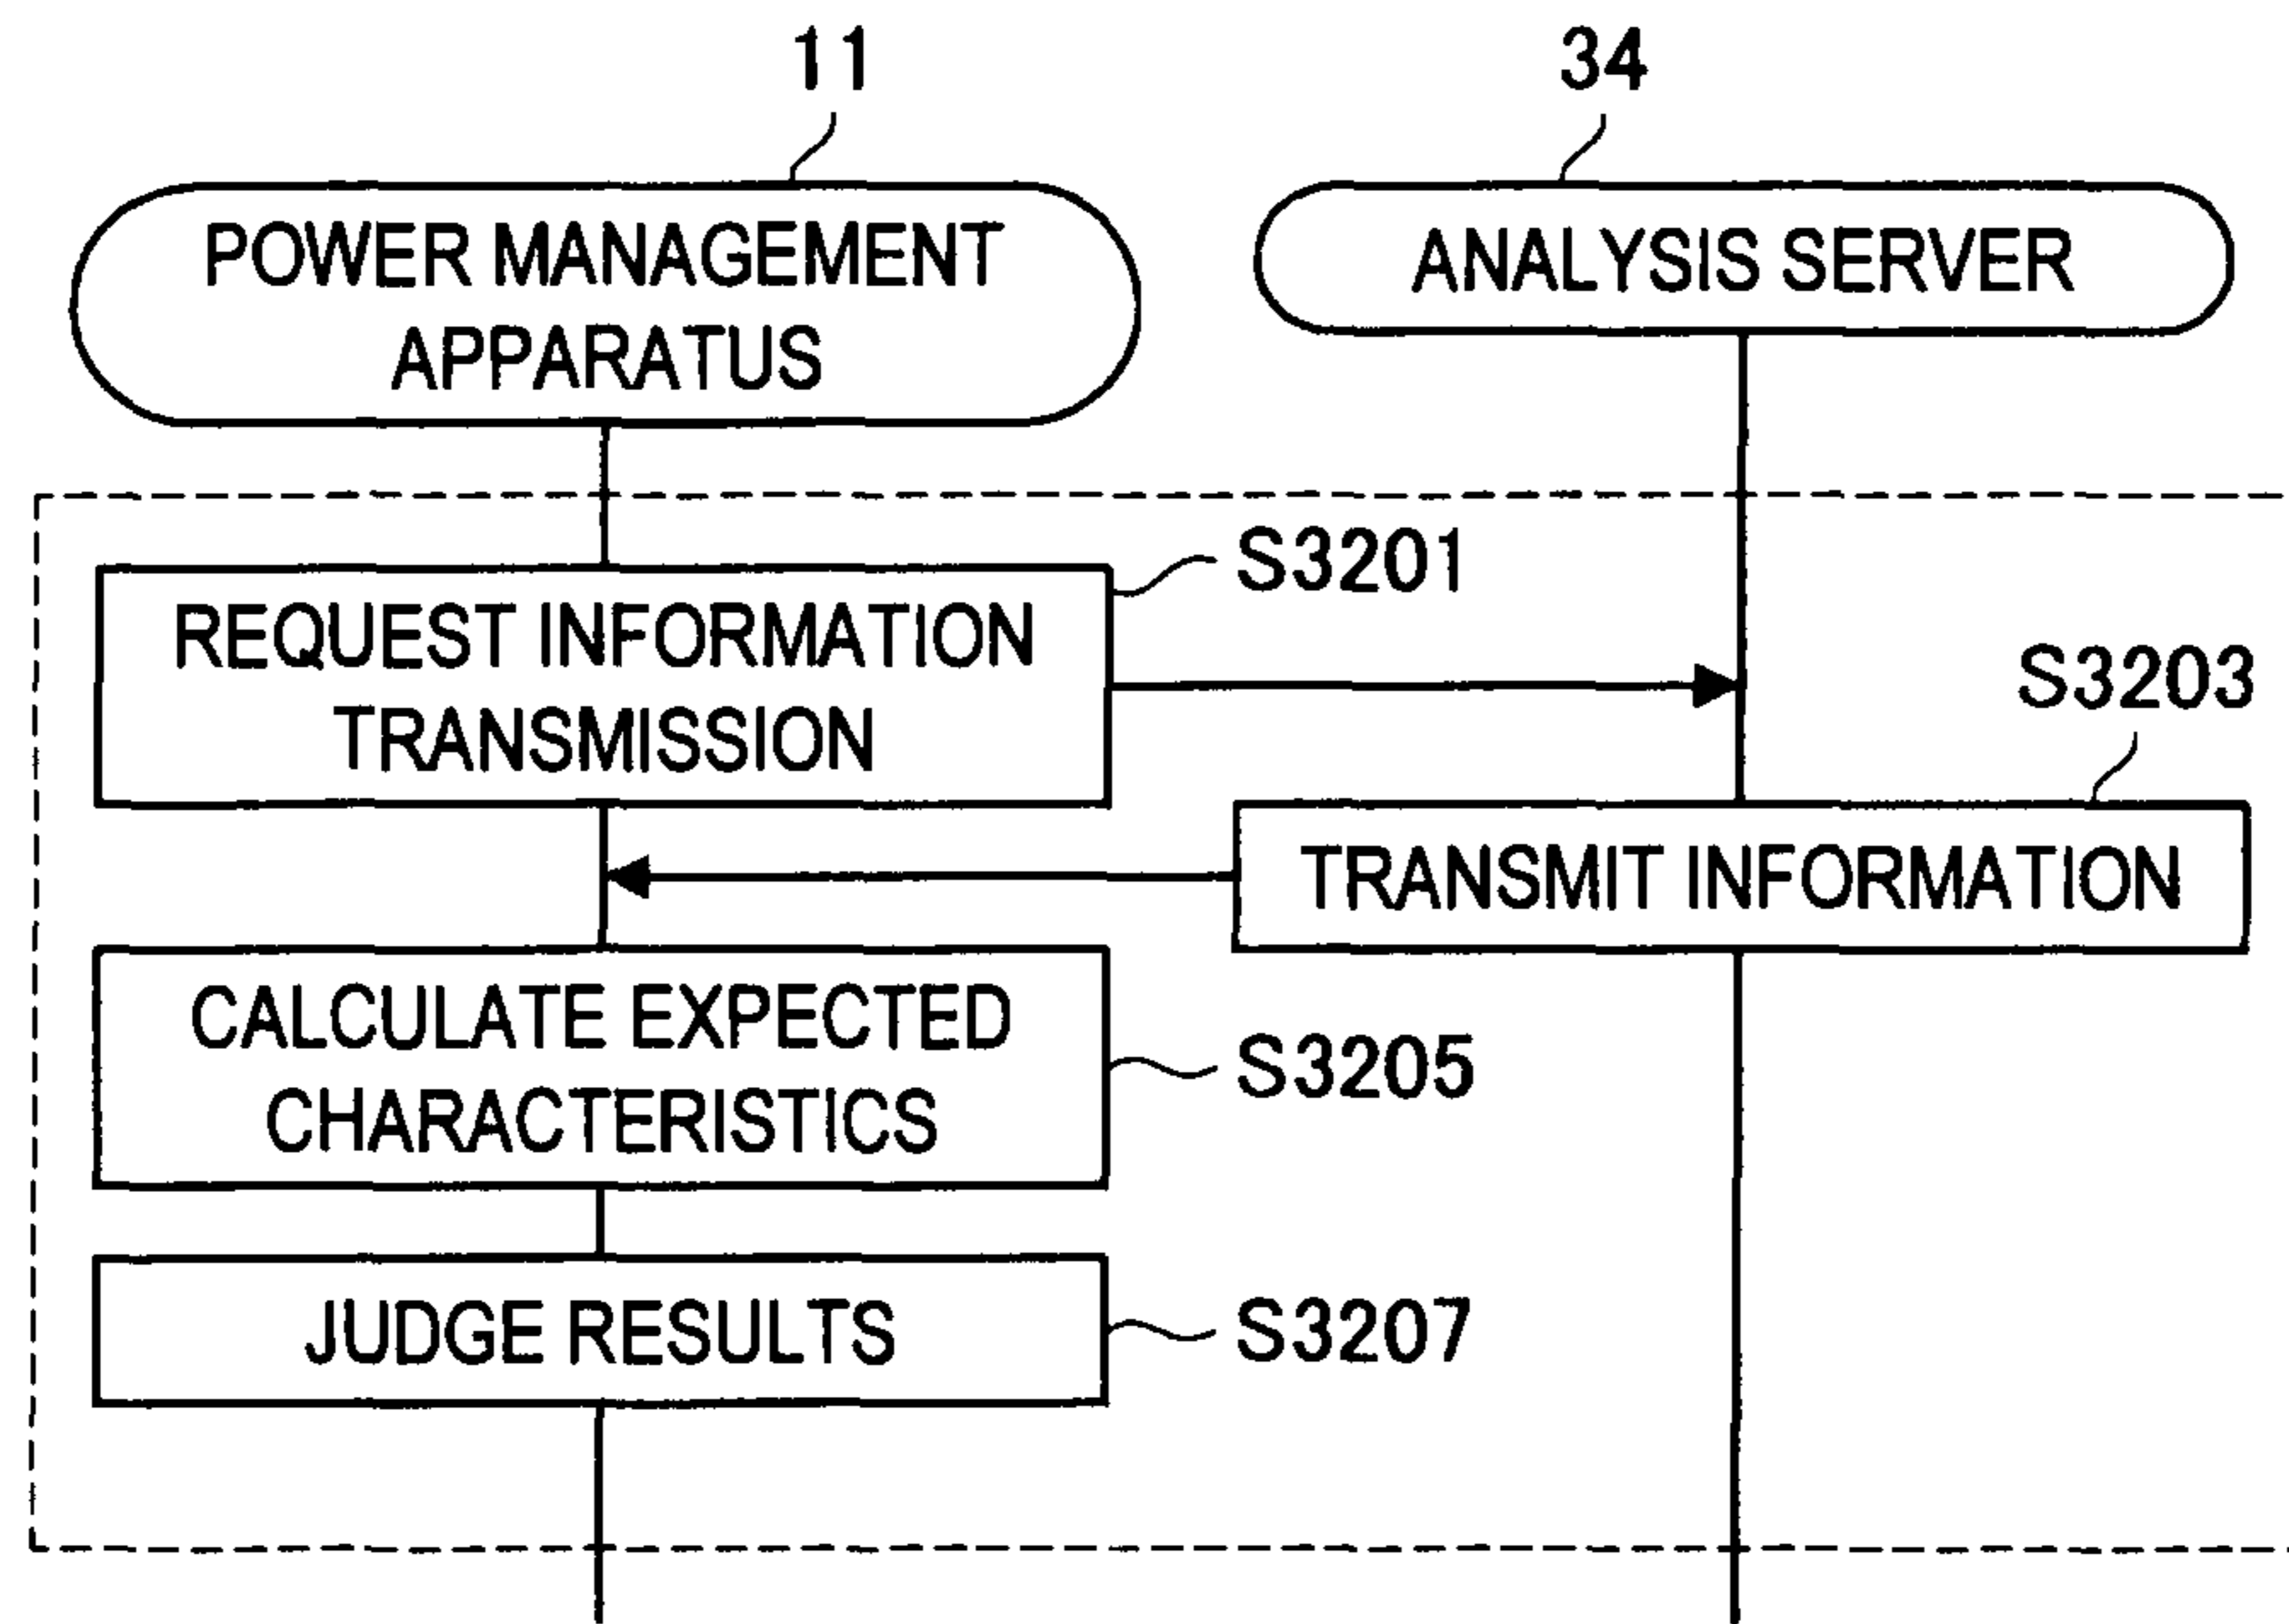 11
34
POWER MANAGEMENT
APPARATUS
ANALYSIS SERVER
S3201
REQUEST INFORMATION
TRANSMISSION
S3203
TRANSMIT INFORMATION
CALCULATE EXPECTED
CHARACTERISTICS
S3205
JUDGE RESULTS
S3207